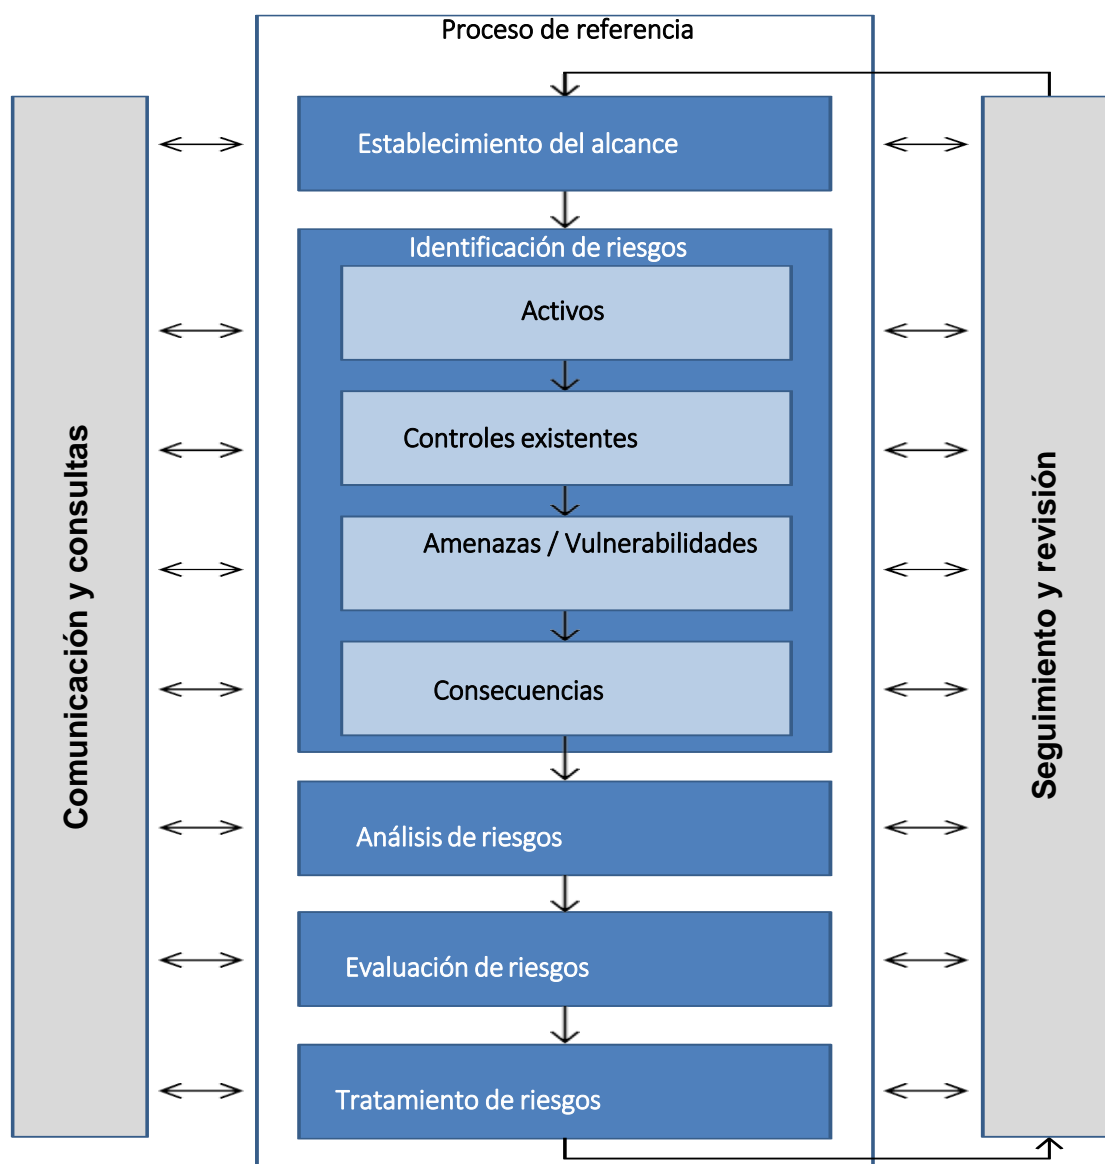 Proceso de referencia
Establecimiento del alcance
Identificación de riesgos
Activos
Controles existentes
Amenazas / Vulnerabilidades
Consecuencias
Análisis de riesgos
Evaluación de riesgos
Tratamiento de riesgos
Comunicación y consultas
Seguimiento y revisión